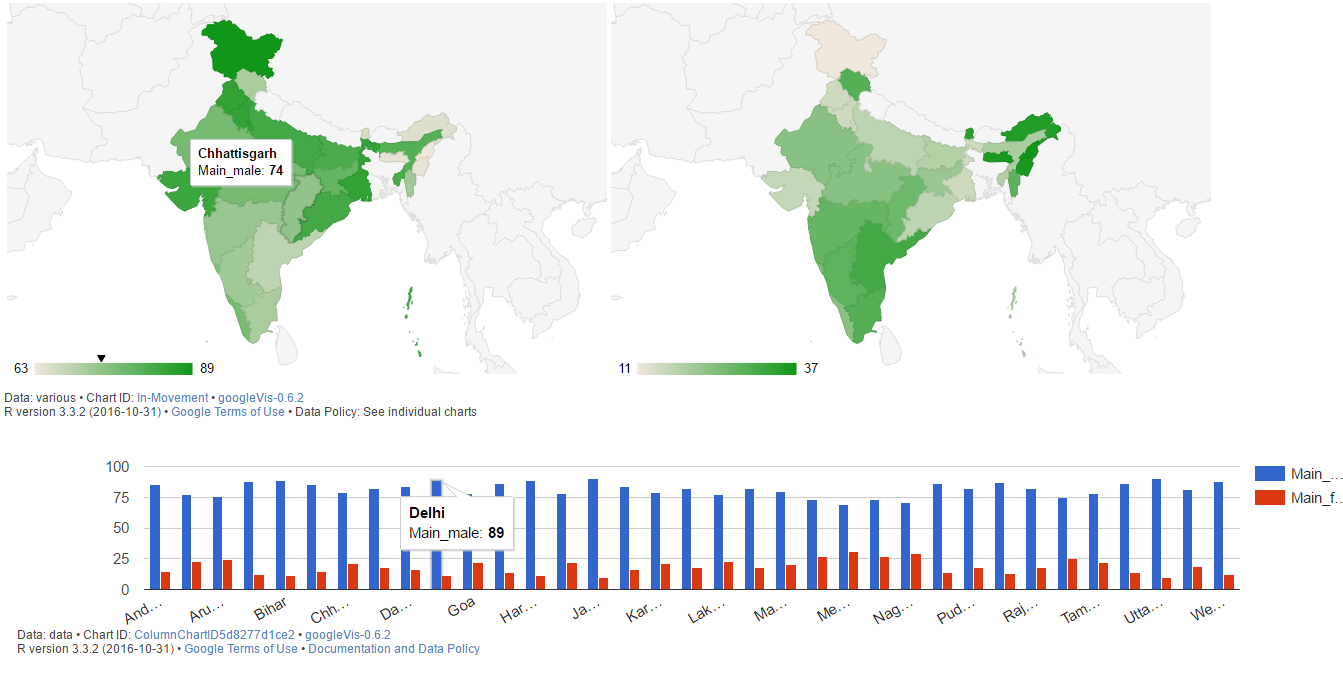 Chhattisgarh
Main_male: 74
63
89
11
37
Data: various • Chart ID: In-Movement • googleVis-0.6.2
R version 3.3.2 (2016-10-31) • Google Terms of Use • Data Policy: See individual charts
100
75
50
25
0
Delhi
Main_male: 89
Main_...
Main_f...
And... Aru... Bihar Chh... Da... Goa Har... Ja... Kar... Lak... Ma... Me... Nag... Pud... Raj... Tam... Utta... We...
Data: data • Chart ID: ColumnChartID5d8277d1ce2 • googleVis-0.6.2
R version 3.3.2 (2016-10-31) • Google Terms of Use • Documentation and Data Policy